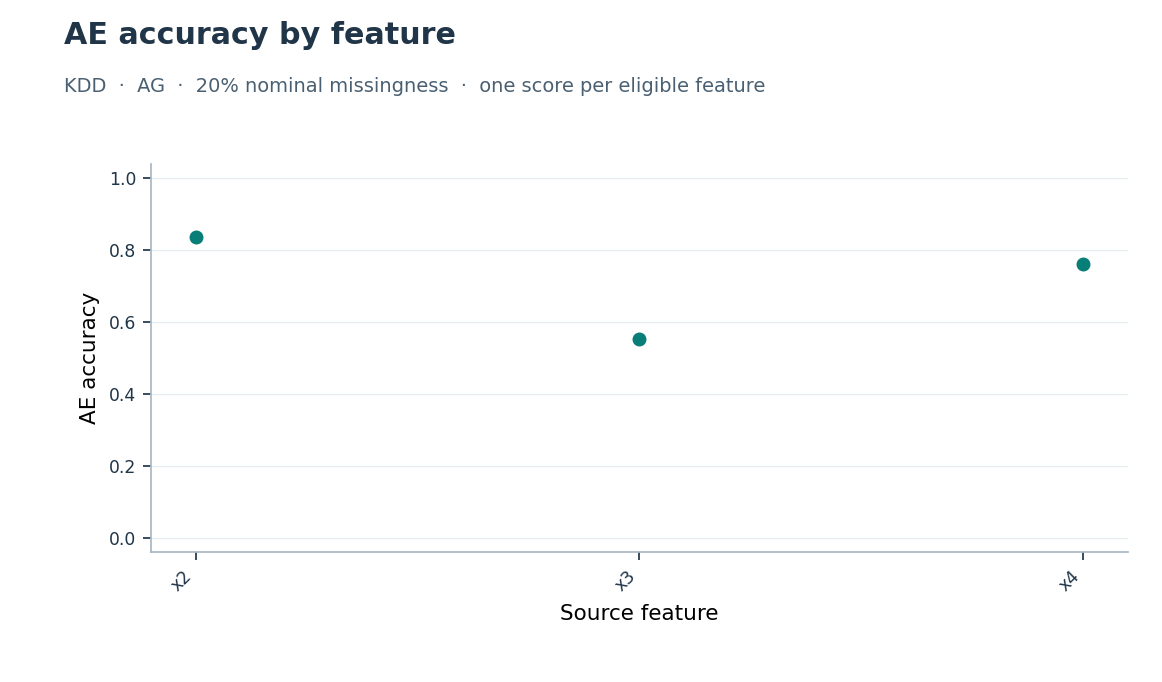 AE accuracy by feature
KDD · AG · 20% nominal missingness · one score per eligible feature
1.0
0.8
0.6
0.4
0.2
0.0
AE accuracy
x2
x3
x4
Source feature